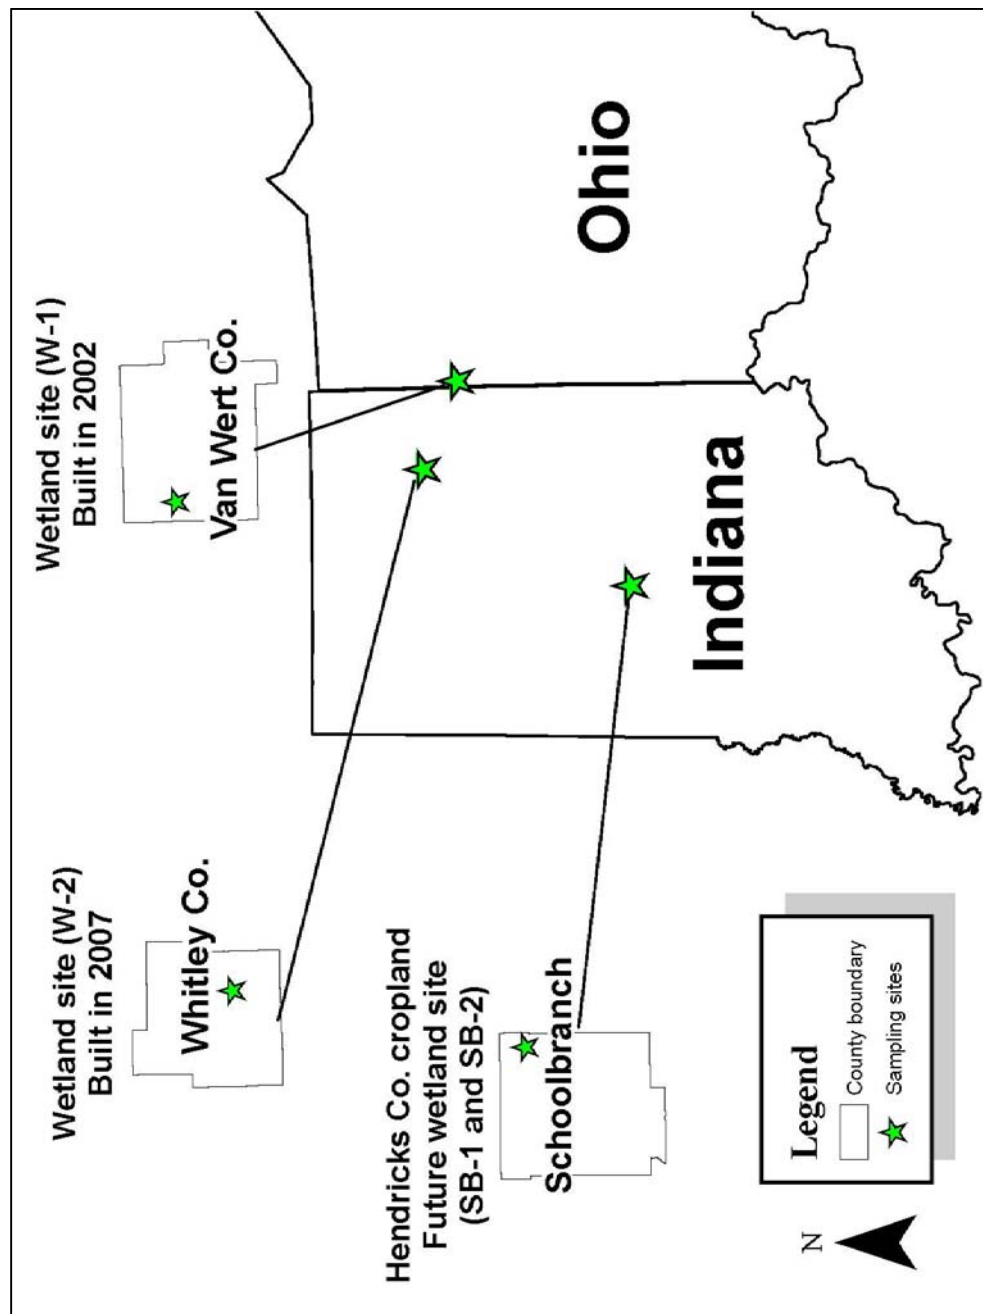 Wetland site (W-2)
Built in 2007
Whitley Co.
Wetland site (W-1)
Built in 2002
Van Wert Co.
Hendricks Co. cropland
Future wetland site
(SB-1 and SB-2)
Schoolbranch
Indiana
Ohio
N
Legend
County boundary
Sampling sites